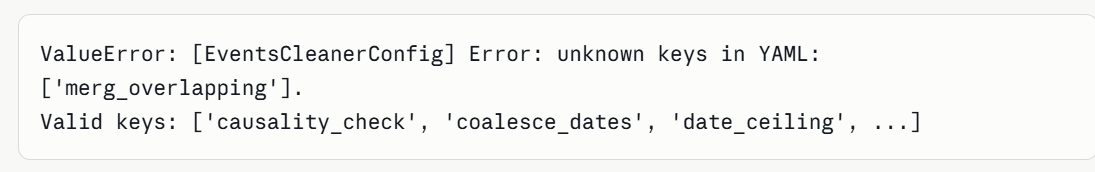 ValueError: [EventsCleanerConfig] Error: unknown keys in YAML:
['merg_overlapping'].
Valid keys: ['causality_check', 'coalesce_dates', 'date_ceiling', ...]